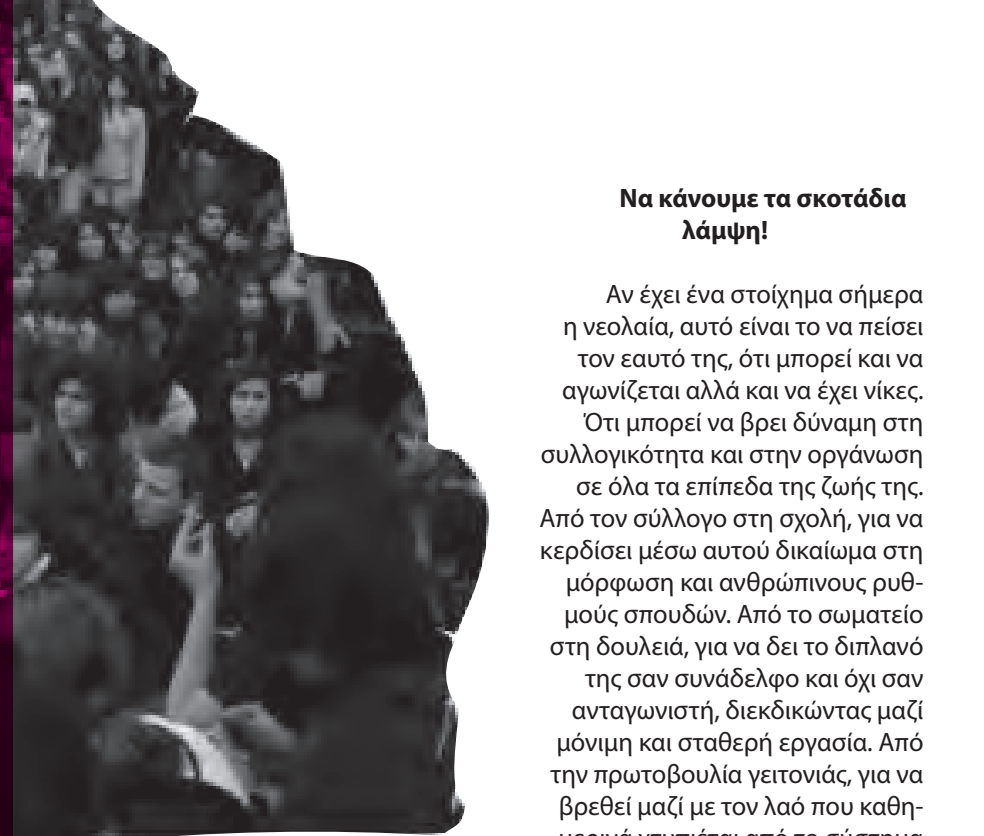 Να κάνουμε τα σκοτάδια
λάμψη!
Αν έχει ένα στοίχημα σήμερα
η νεολαία, αυτό είναι το να πείσει
τον εαυτό της, ότι μπορεί και να
αγωνίζεται αλλά και να έχει νίκες.
Ότι μπορεί να βρει δύναμη στη
συλλογικότητα και στην οργάνωση
σε όλα τα επίπεδα της ζωής της.
Από τον σύλλογο στη σχολή, για να
κερδίσει μέσω αυτού δικαίωμα στη
μόρφωση και ανθρώπινους ρυθ-
μούς σπουδών. Από το σωματείο
στη δουλειά, για να δει το διπλανό
της σαν συνάδελφο και όχι σαν
ανταγωνιστή, διεκδικώντας μαζί
μόνιμη και σταθερή εργασία. Από
την πρωτοβουλία γειτονιάς, για να
βρεθεί μαζί με τον λαό που καθη-